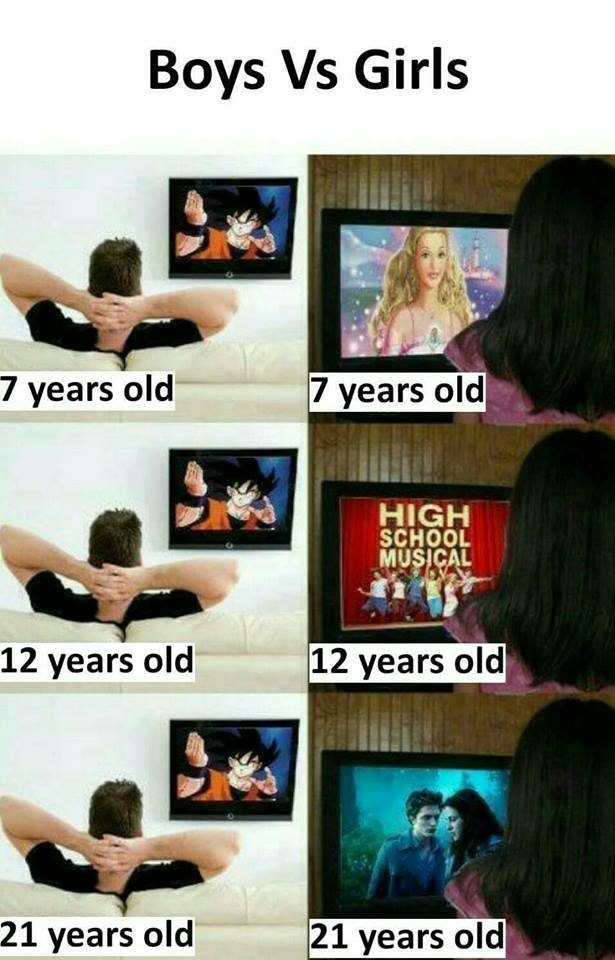 Boys Vs Girls
7 years old
7 years old
HIGH
SCHOOL
MUSICAL
12 years old
12 years old
21 years old
21 years old